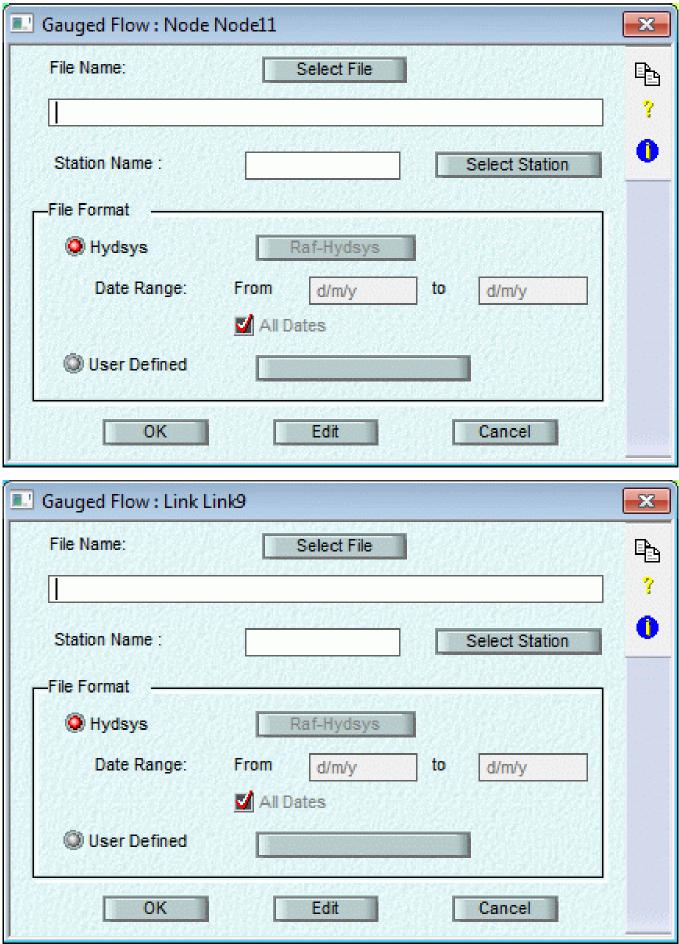 Gauged Flow : Node Node11
File Name:
Select File
Station Name :
Select Station
File Format
Hydsys
Raf-Hydsys
Date Range: From d/m/y to d/m/y
All Dates
User Defined
OK Edit Cancel
Gauged Flow : Link Link9
File Name:
Select File
Station Name :
Select Station
File Format
Hydsys
Raf-Hydsys
Date Range: From d/m/y to d/m/y
All Dates
User Defined
OK Edit Cancel